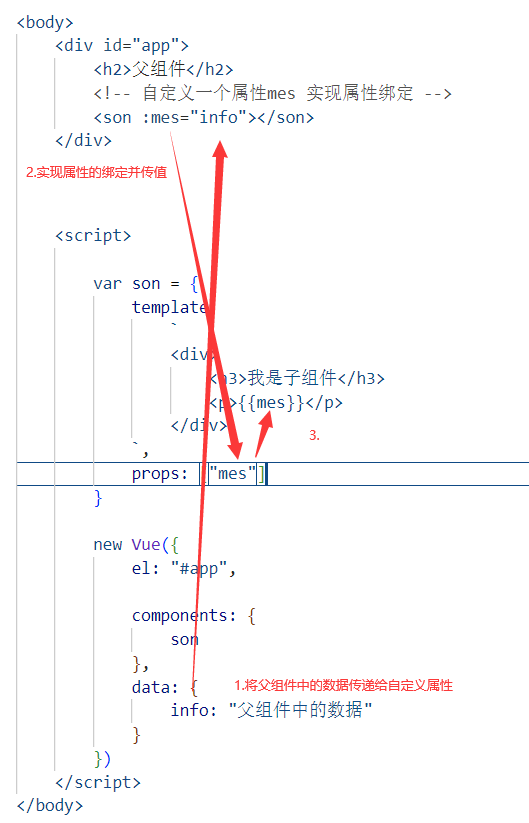 <body>
<div id="app">
<h2>父组件</h2>
<!-- 自定义一个属性mes 实现属性绑定 -->
<son :mes="info"></son>
</div>
2.实现属性的绑定并传值
<script>
var son = {
template
`
<div>
<h3>我是子组件</h3>
<p>{{mes}}</p>
</div>
3.
`,
props: ["mes"]
}
new Vue({
el: "#app",
components: {
son
},
data: {
1.将父组件中的数据传递给自定义属性
info: "父组件中的数据"
}
})
</script>
</body>